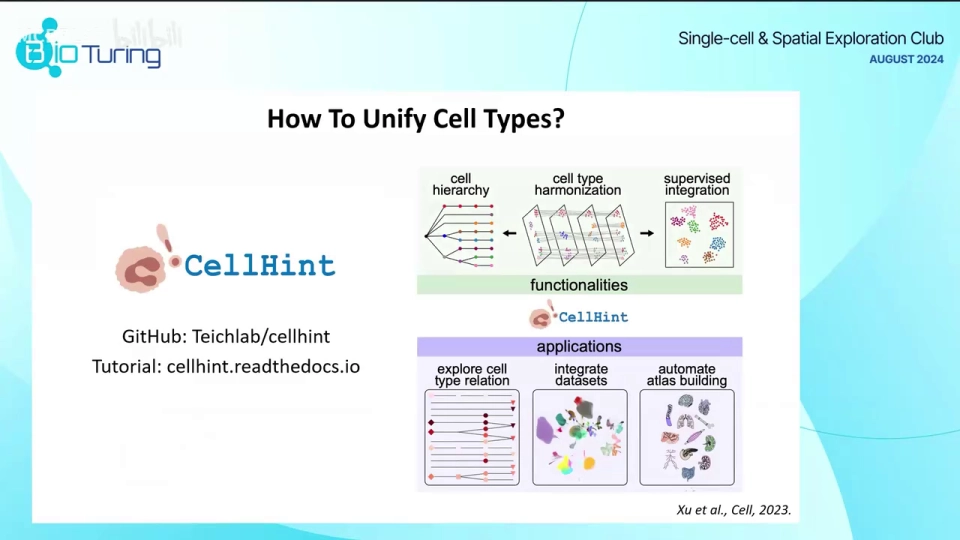 BioTuring
bilibili
Single-cell & Spatial Exploration Club
AUGUST 2024
How To Unify Cell Types?
CellHint
GitHub: Teichlab/cellhint
Tutorial: cellhint.readthedocs.io
cell
hierarchy
cell type
harmonization
supervised
integration
functionalities
CellHint
applications
explore cell
type relation
integrate
datasets
automate
atlas building
Xu et al., Cell, 2023.